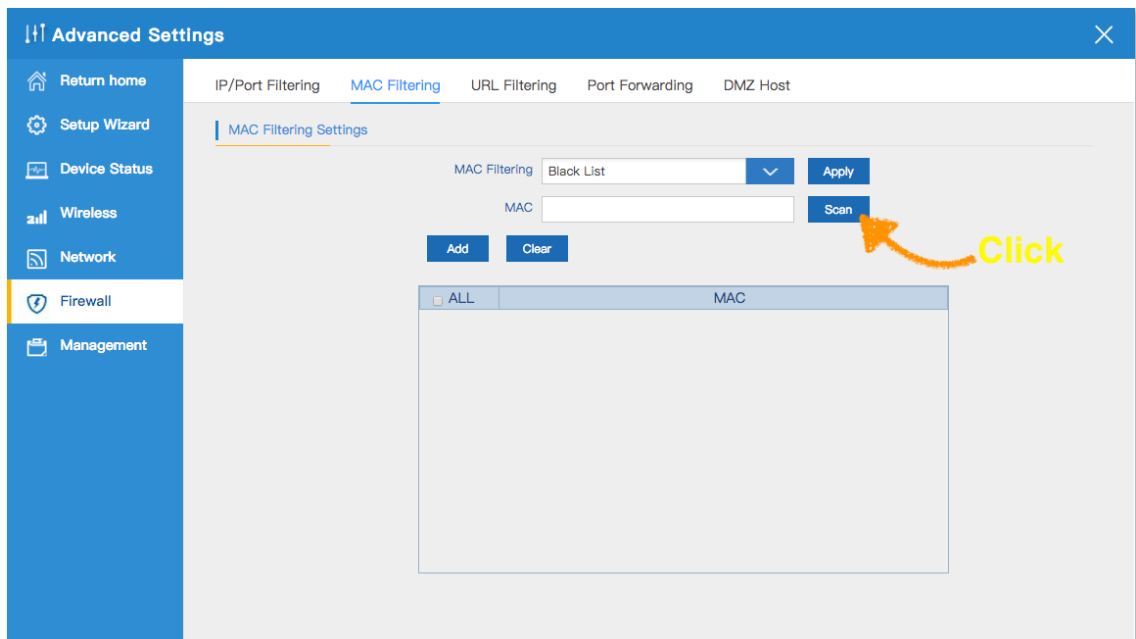 Advanced Settings
Return home
Setup Wizard
Device Status
Wireless
Network
Firewall
Management
IP/Port Filtering MAC Filtering URL Filtering Port Forwarding DMZ Host
MAC Filtering Settings
MAC Filtering Black List Apply
MAC Scan
Click
Add Clear
ALL MAC